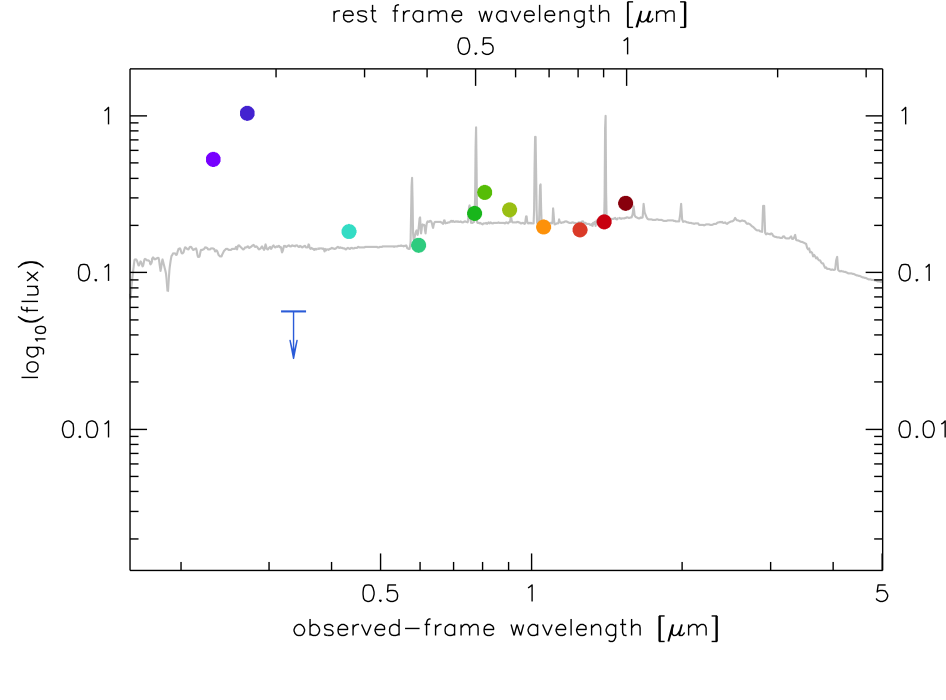 rest frame wavelength [μm]
0.5 1
1 1
0.1 0.1
0.01 0.01
log10(flux)
0.5 1 5
observed-frame wavelength [μm]